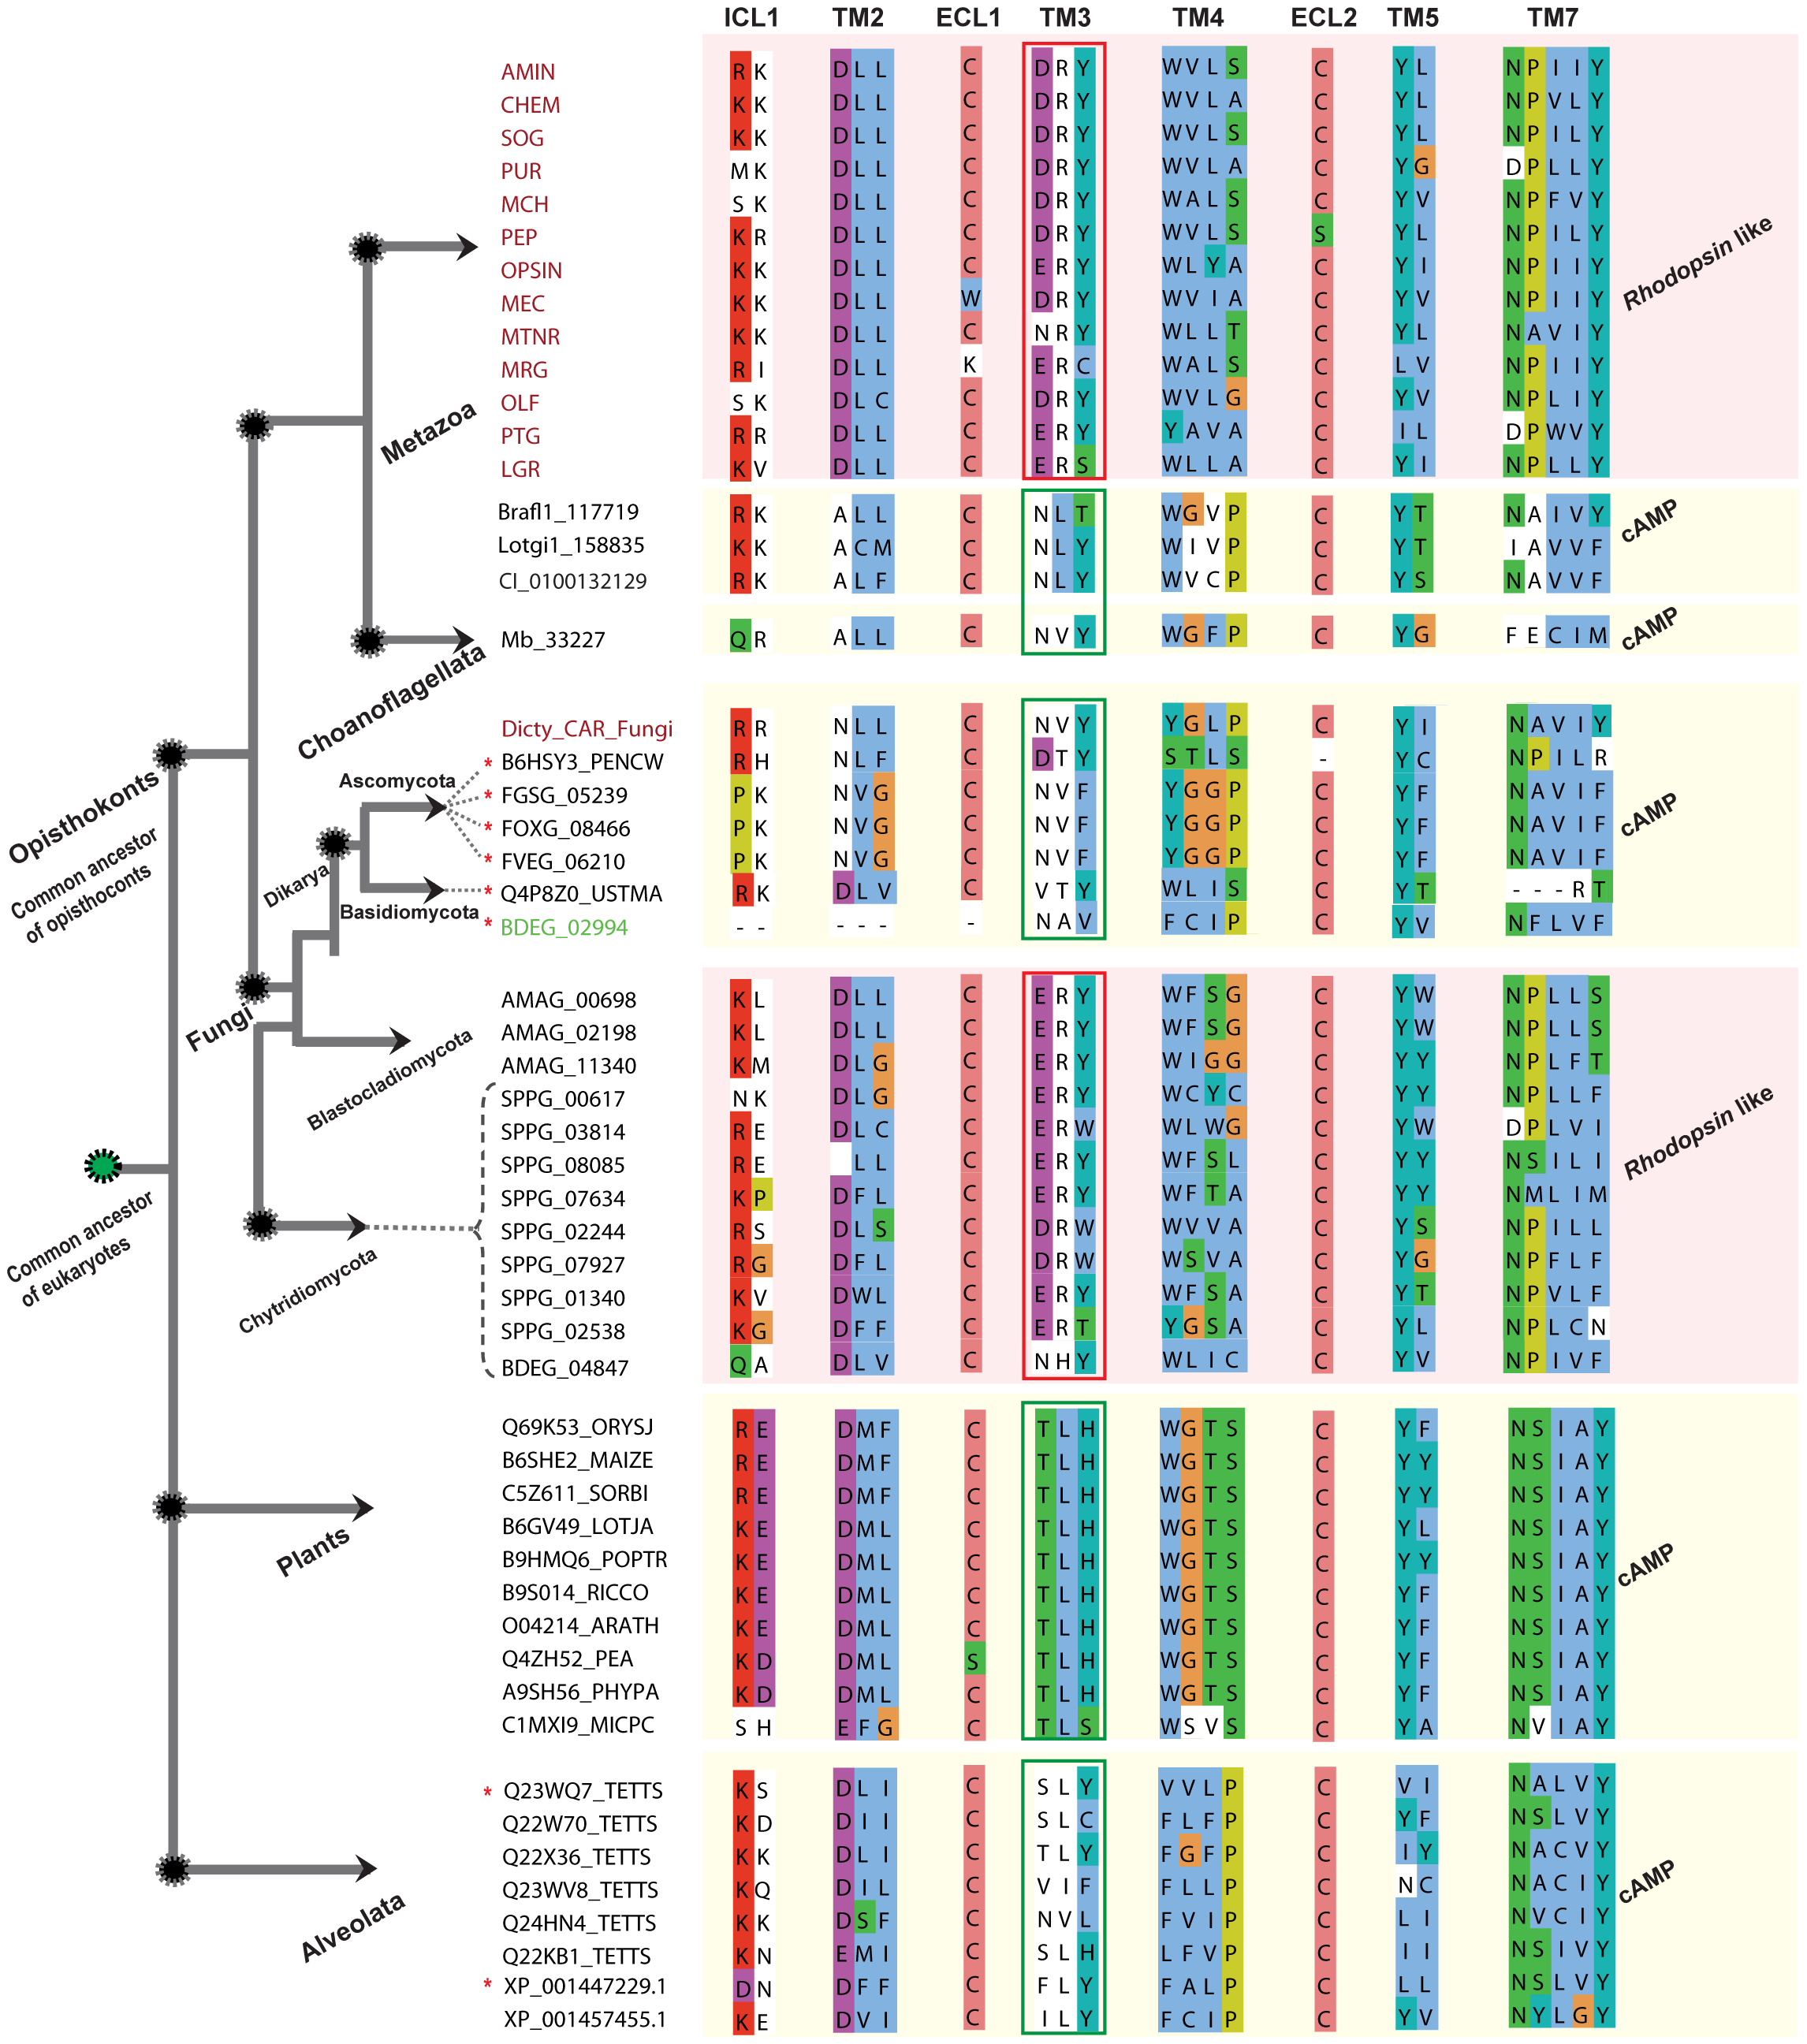 ICL1 TM2 ECL1 TM3 TM4 ECL2 TM5 TM7
AMIN R K D L L C D R Y W V L S C Y L N P I I Y
CHEM K K D L L C D R Y W V L A C Y L N P V L Y
SOG K K D L L C D R Y W V L S C Y L N P I L Y
PUR M K D L L C D R Y W V L A C Y G D P L L Y
MCH S K D L L C D R Y W A L S C Y V N P F V Y
PEP K R D L L C D R Y W V L S S Y L N P I L Y
OPSIN K K D L L C E R Y W L Y A C Y I N P I I Y
MEC K K D L L W D R Y W V I A C Y V N P I I Y
MTNR K K D L L C N R Y W L L T C Y L N A V I Y
MRG R I D L L K E R C W A L S C L V N P I I Y
OLF S K D L C C D R Y W V L G C Y V N P L I Y
PTG R R D L L C E R Y Y A V A C I L D P W V Y
LGR K V D L L C E R S W L L A C Y I N P L L Y
Rhodopsin like
Metazoa
Brafl1_117719 R K A L L C N L T W G V P C Y T N A I V Y
Lotgi1_158835 K K A C M C N L Y W I V P C Y T I A V V F
CI_0100132129 R K A L F C N L Y W V C P C Y S N A V V F
cAMP
Mb_33227 Q R A L L C N V Y W G F P C Y G F E C I M
cAMP
Choanoflagellata
Dicty_CAR_Fungi R R N L L C N V Y Y G L P C Y I N A V I Y
* B6HSY3_PENCW R H N L F C D T Y S T L S - Y C N P I L R
* FGSG_05239 P K N V G C N V F Y G G P C Y F N A V I F
* FOXG_08466 P K N V G C N V F Y G G P C Y F N A V I F
* FVEG_06210 P K N V G C N V F Y G G P C Y F N A V I F
* Q4P8Z0_USTMA R K D L V C V T Y W L I S C Y T - - - R T
* BDEG_02994 - - - - - - N A V F C I P C Y V N F L V F
cAMP
Ascomycota
Dikarya
Basidiomycota
Opisthokonts
Common ancestor
of opisthoconts
Fungi
AMAG_00698 K L D L L C E R Y W F S G C Y W N P L L S
AMAG_02198 K L D L L C E R Y W F S G C Y W N P L L S
AMAG_11340 K M D L G C E R Y W I G G C Y Y N P L F T
SPPG_00617 N K D L G C E R Y W C Y C C Y Y N P L L F
SPPG_03814 R E D L C C E R W W L W G C Y W D P L V I
SPPG_08085 R E L L C E R Y W F S L C Y Y N S I L I
SPPG_07634 K P D F L C E R Y W F T A C Y Y N M L I M
SPPG_02244 R S D L S C D R W W V V A C Y S N P I L L
SPPG_07927 R G D F L C D R W W S V A C Y G N P F L F
SPPG_01340 K V D W L C E R Y W F S A C Y T N P V L F
SPPG_02538 K G D F F C E R T Y G S A C Y L N P L C N
BDEG_04847 Q A D L V C N H Y W L I C C Y V N P I V F
Rhodopsin like
Blastocladiomycota
Chytridiomycota
Common ancestor
of eukaryotes
Q69K53_ORYSJ R E D M F C T L H W G T S C Y F N S I A Y
B6SHE2_MAIZE R E D M F C T L H W G T S C Y Y N S I A Y
C5Z611_SORBI R E D M F C T L H W G T S C Y Y N S I A Y
B6GV49_LOTJA K E D M L C T L H W G T S C Y L N S I A Y
B9HMQ6_POPTR K E D M L C T L H W G T S C Y Y N S I A Y
B9S014_RICCO K E D M L C T L H W G T S C Y F N S I A Y
O04214_ARATH K E D M L C T L H W G T S C Y F N S I A Y
Q4ZH52_PEA K D D M L S T L H W G T S C Y F N S I A Y
A9SH56_PHYPA K D D M L C T L H W G T S C Y F N S I A Y
C1MXI9_MICPC S H E F G C T L S W S V S C Y A N V I A Y
cAMP
Plants
* Q23WQ7_TETTS K S D L I C S L Y V V L P C V I N A L V Y
Q22W70_TETTS K D D I I C S L C F L F P C Y F N S L V Y
Q22X36_TETTS K K D L I C T L Y F G F P C I Y N A C V Y
Q23WV8_TETTS K Q D I L C V I F F L L P C N C N A C I Y
Q24HN4_TETTS K K D S F C N V L F V I P C L I N V C I Y
Q22KB1_TETTS K N E M I C S L H L F V P C I I N S I V Y
* XP_001447229.1 D N D F F C F L Y F A L P C L L N S L V Y
XP_001457455.1 K E D V I C I L Y F C I P C Y V N Y L G Y
cAMP
Alveolata